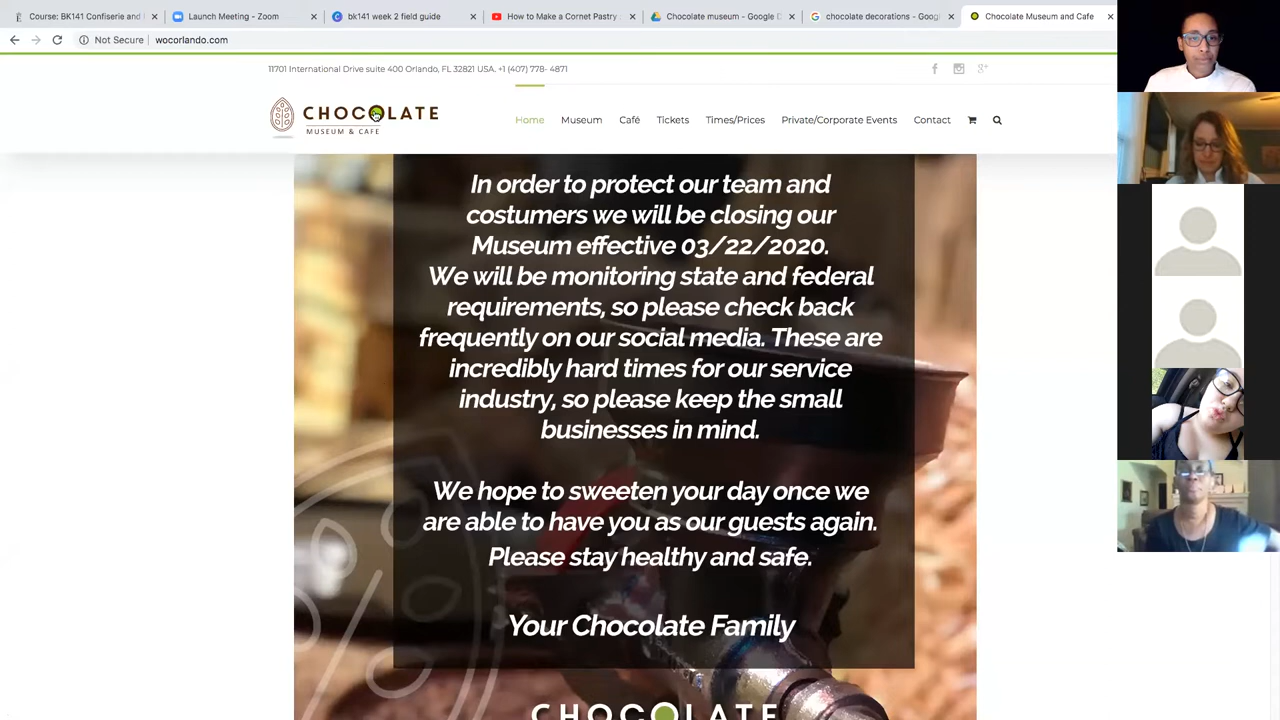 Course: BK141 Confiserie and
Launch Meeting - Zoom
bk141 week 2 field guide
How to Make a Cornet Pastry
Chocolate museum - Google D
chocolate decorations - Goog
Chocolate Museum and Cafe
Not Secure
wocorlando.com
11701 International Drive suite 400 Orlando, FL 32821 USA. +1 (407) 778- 4871
CHOCOLATE
MUSEUM & CAFE
Home
Museum
Café
Tickets
Times/Prices
Private/Corporate Events
Contact
In order to protect our team and
costumers we will be closing our
Museum effective 03/22/2020.
We will be monitoring state and federal
requirements, so please check back
frequently on our social media. These are
incredibly hard times for our service
industry, so please keep the small
businesses in mind.
We hope to sweeten your day once we
are able to have you as our guests again.
Please stay healthy and safe.
Your Chocolate Family
CHOCOLATE